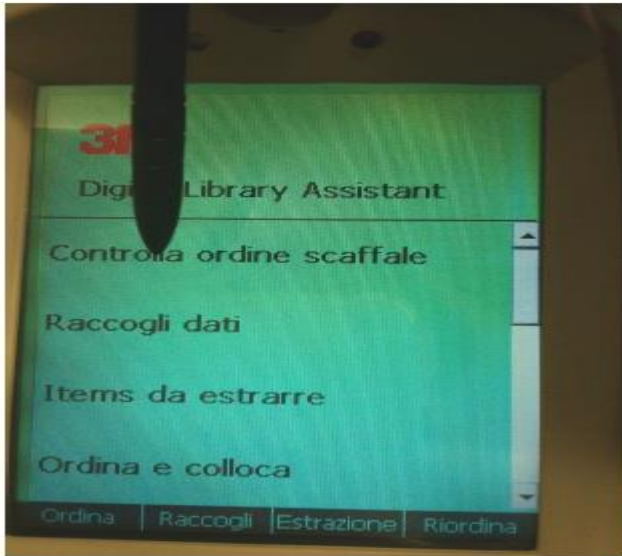 Library Assistant
Controlla ordine scaffale
Raccogli dati
Items da estrarre
Ordina e colloca
Ordina Raccogli Estrazione Riordina